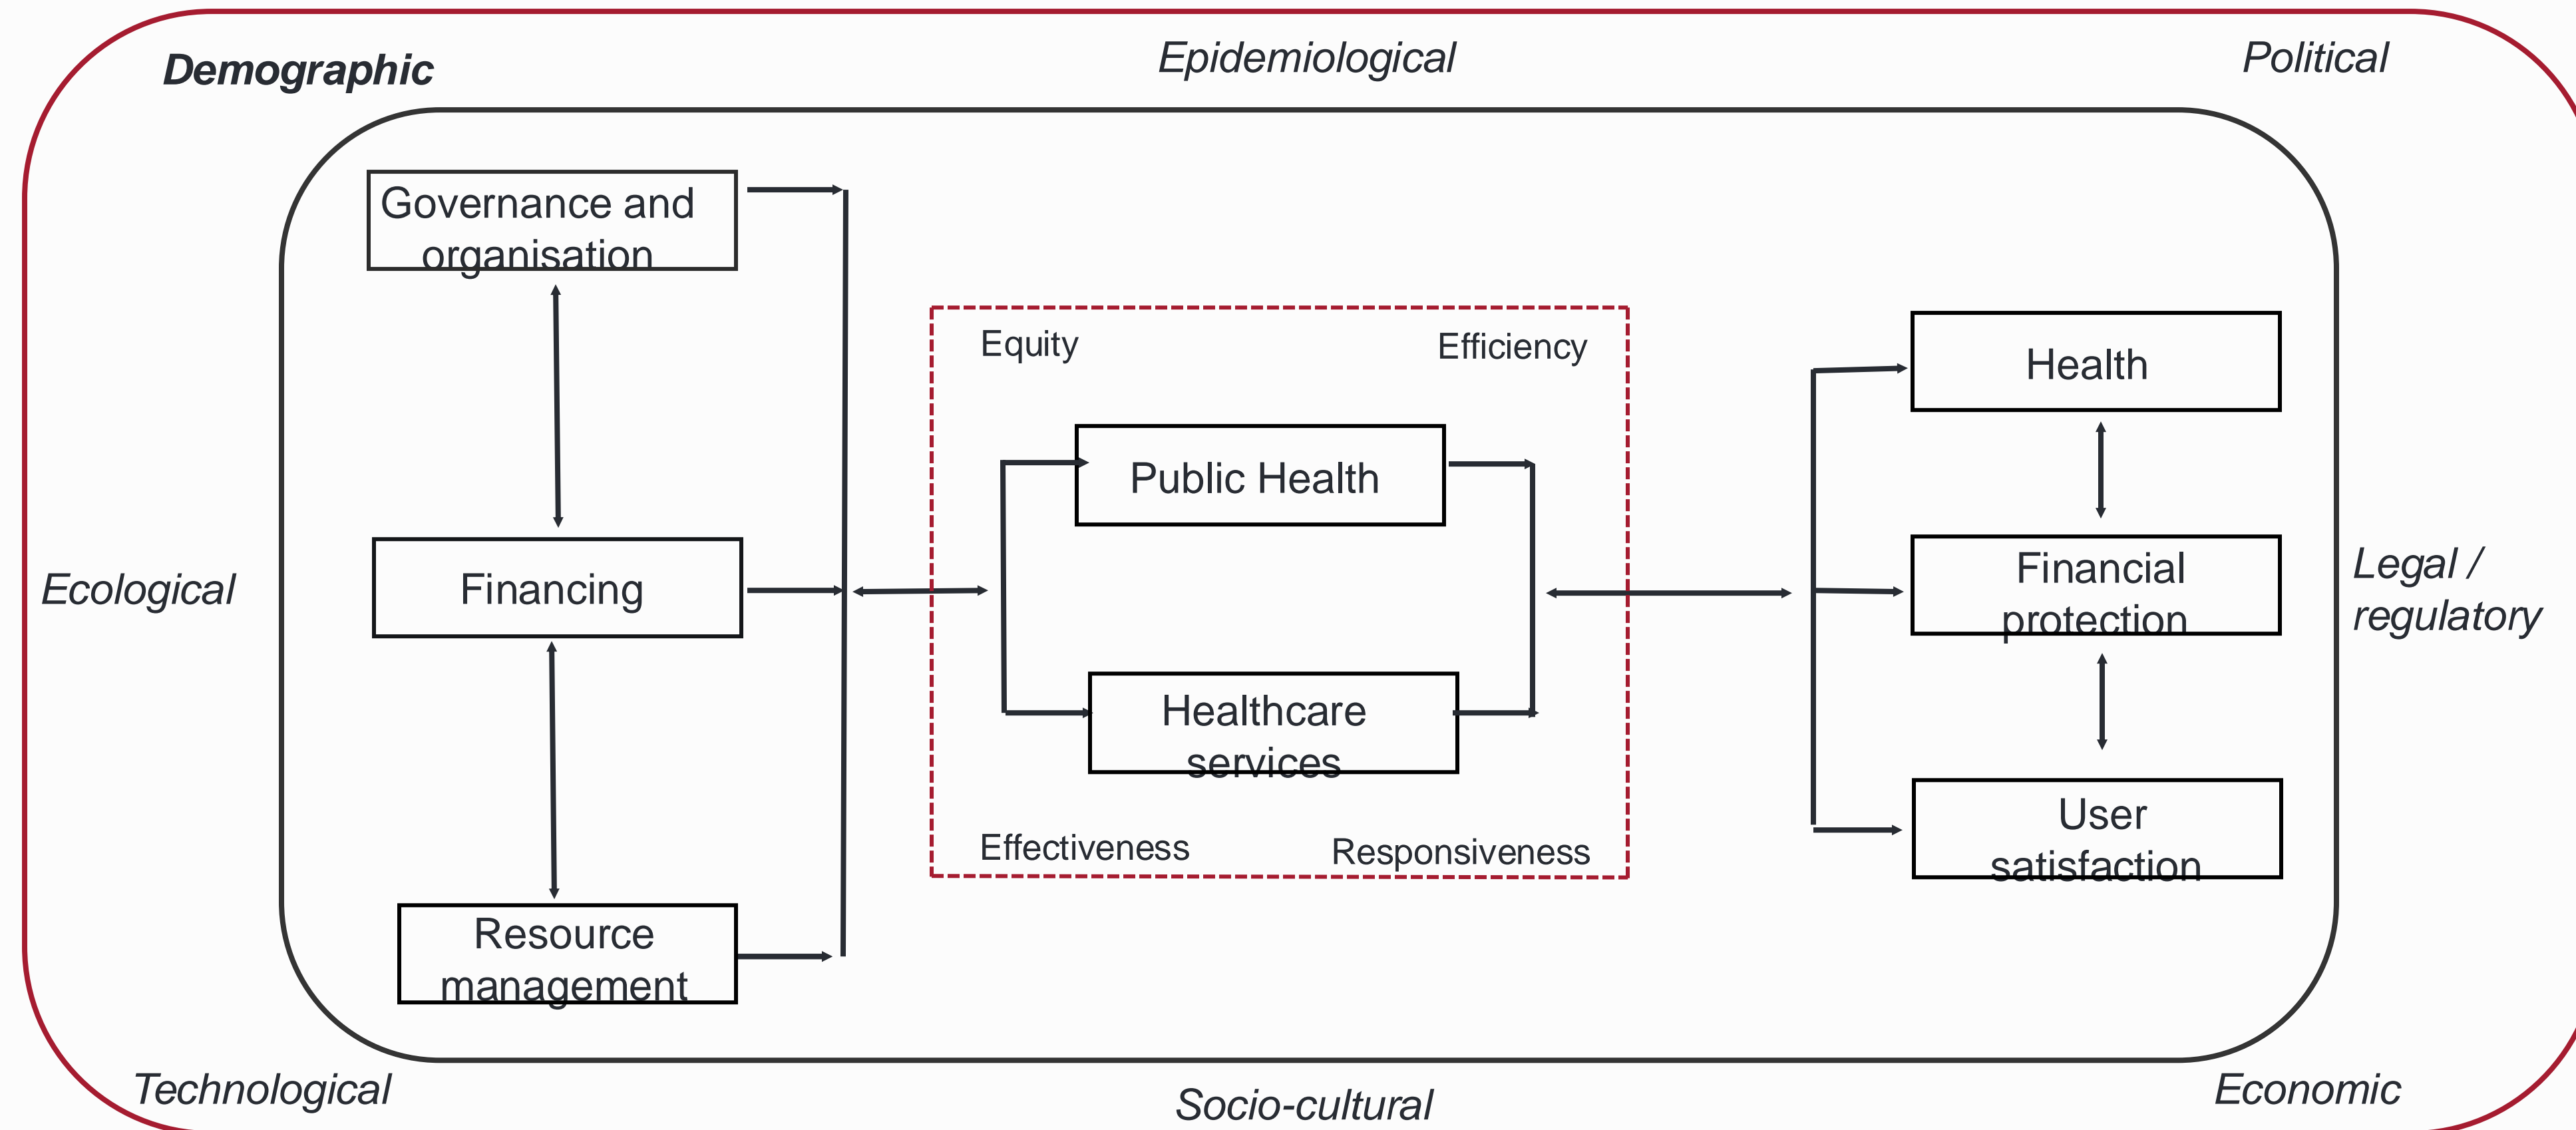 Demographic
Epidemiological
Political
Governance and
organisation
Equity
Efficiency
Health
Public Health
Ecological
Financing
Financial
protection
Legal /
regulatory
Healthcare
services
User
satisfaction
Effectiveness
Responsiveness
Resource
management
Technological
Socio-cultural
Economic